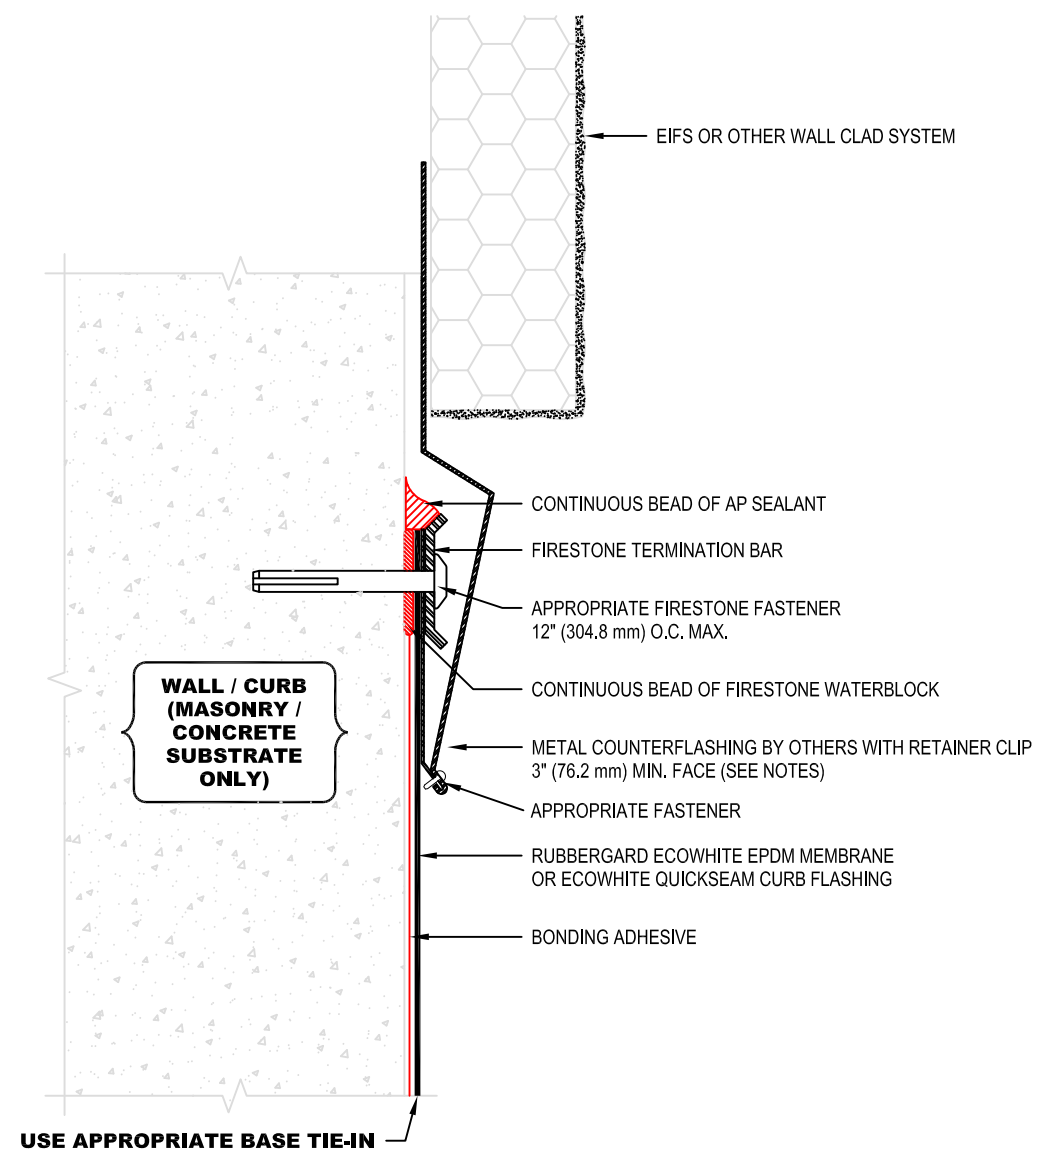 EIFS OR OTHER WALL CLAD SYSTEM
CONTINUOUS BEAD OF AP SEALANT
FIRESTONE TERMINATION BAR
APPROPRIATE FIRESTONE FASTENER
12" (304.8 mm) O.C. MAX.
WALL / CURB
(MASONRY /
CONCRETE
SUBSTRATE
ONLY)
CONTINUOUS BEAD OF FIRESTONE WATERBLOCK
METAL COUNTERFLASHING BY OTHERS WITH RETAINER CLIP
3" (76.2 mm) MIN. FACE (SEE NOTES)
APPROPRIATE FASTENER
RUBBERGARD ECOWHITE EPDM MEMBRANE
OR ECOWHITE QUICKSEAM CURB FLASHING
BONDING ADHESIVE
USE APPROPRIATE BASE TIE-IN